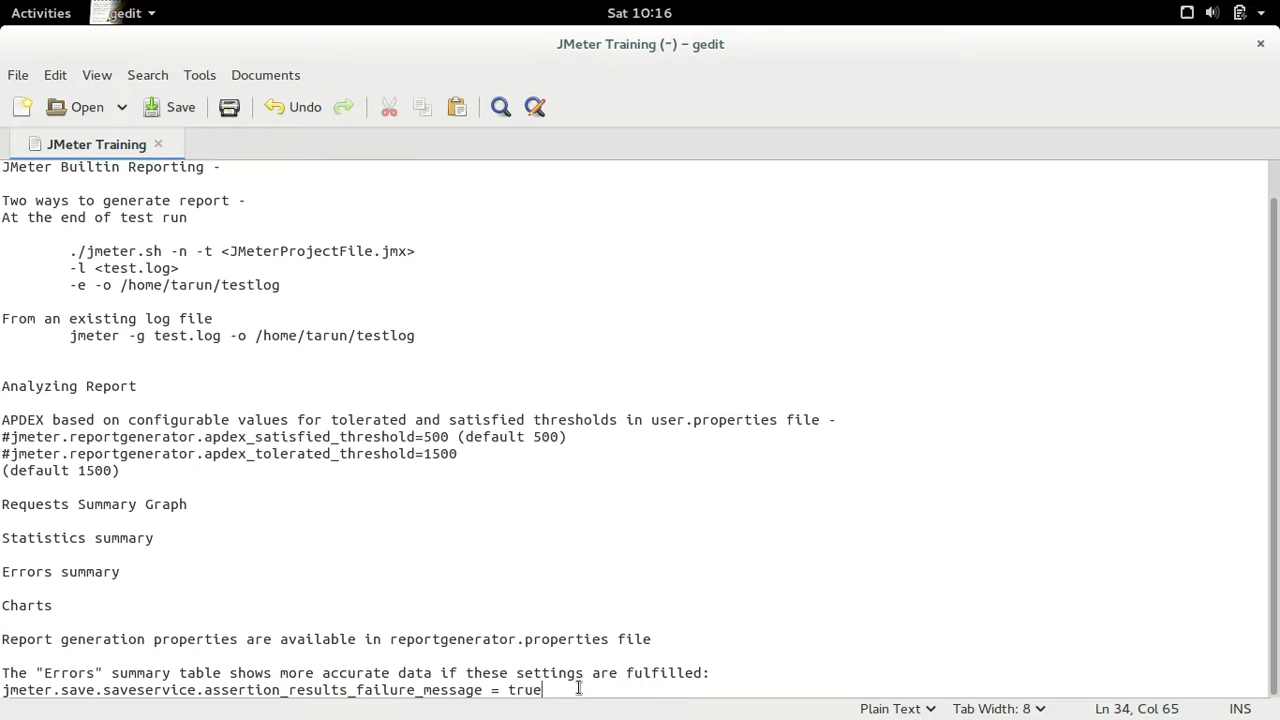 Activities gedit Sat 10:16
JMeter Training (~) – gedit ×
File Edit View Search Tools Documents
Open Save Undo
JMeter Training ×
JMeter Builtin Reporting -
Two ways to generate report -
At the end of test run
./jmeter.sh -n -t <JMeterProjectFile.jmx>
-l <test.log>
-e -o /home/tarun/testlog
From an existing log file
jmeter -g test.log -o /home/tarun/testlog
Analyzing Report
APDEX based on configurable values for tolerated and satisfied thresholds in user.properties file -
#jmeter.reportgenerator.apdex_satisfied_threshold=500 (default 500)
#jmeter.reportgenerator.apdex_tolerated_threshold=1500
(default 1500)
Requests Summary Graph
Statistics summary
Errors summary
Charts
Report generation properties are available in reportgenerator.properties file
The "Errors" summary table shows more accurate data if these settings are fulfilled:
jmeter.save.saveservice.assertion_results_failure_message = true
Plain Text Tab Width: 8 Ln 34, Col 65 INS